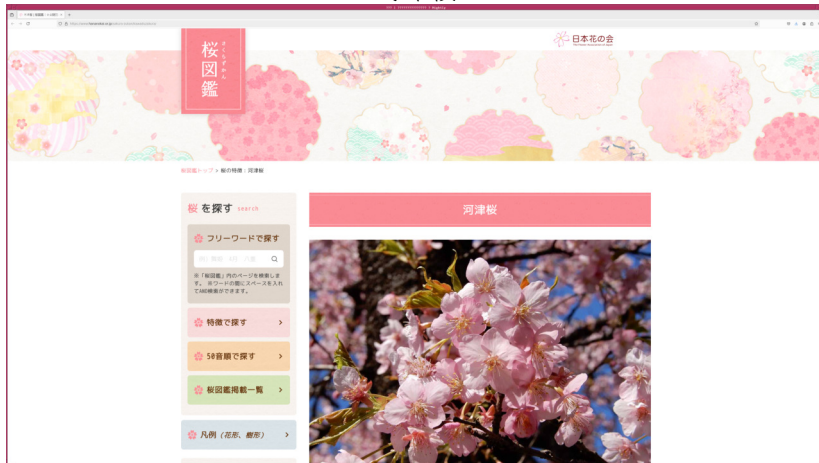 桜図鑑
さくらずかん
日本花の会
桜図鑑トップ > 桜の特徴：河津桜
桜 を探す search
河津桜
フリーワードで探す
※「桜図鑑」内のページを検索しま
す。 ※ワードの間にスペースを入れ
てAND検索ができます。
特徴で探す
50音順で探す
桜図鑑掲載一覧
凡例（花形、樹形）